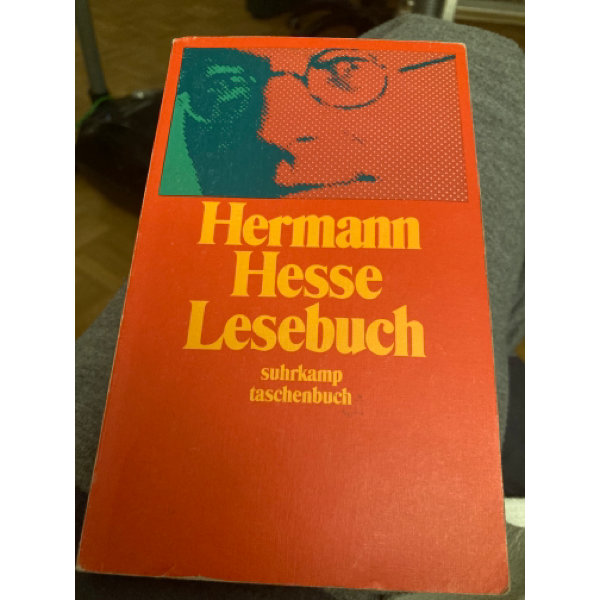 Hermann
Hesse
Lesebuch
suhrkamp
taschenbuch